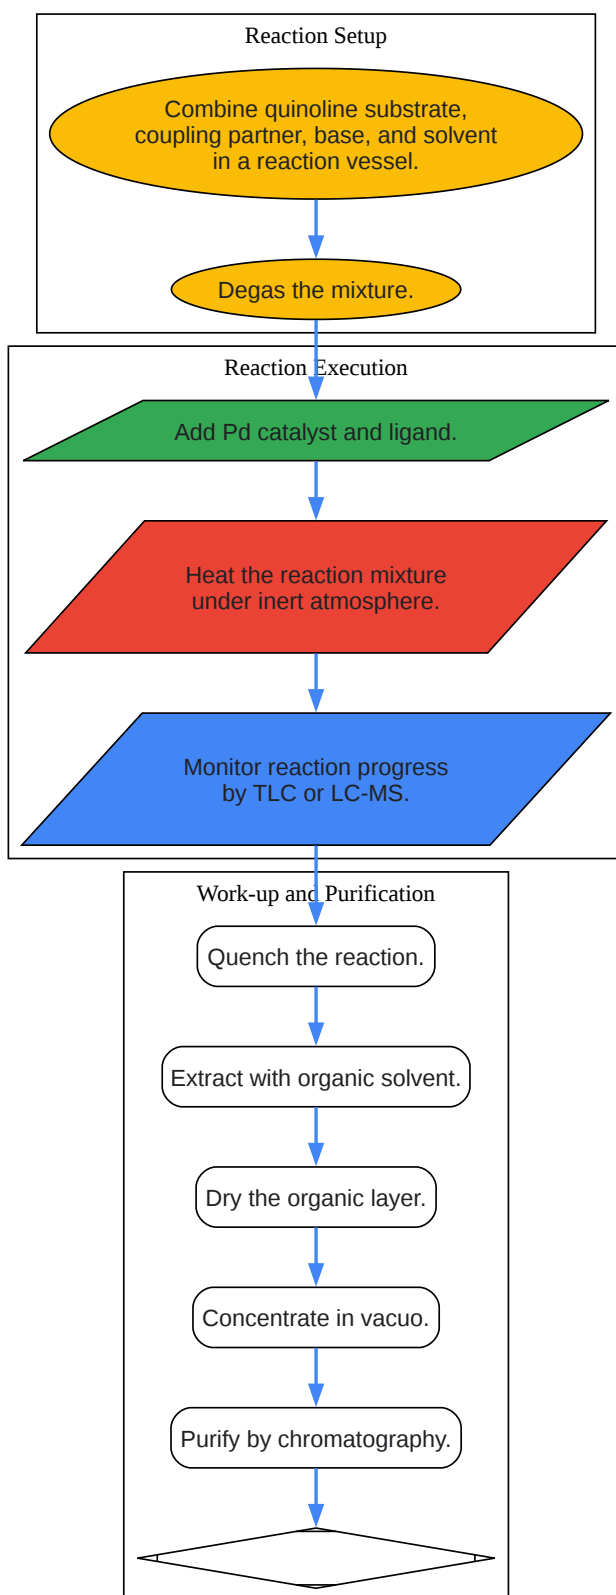 Reaction Setup
Combine quinoline substrate,
coupling partner, base, and solvent
in a reaction vessel.
Degas the mixture.
Reaction Execution
Add Pd catalyst and ligand.
Heat the reaction mixture
under inert atmosphere.
Monitor reaction progress
by TLC or LC-MS.
Work-up and Purification
Quench the reaction.
Extract with organic solvent.
Dry the organic layer.
Concentrate in vacuo.
Purify by chromatography.